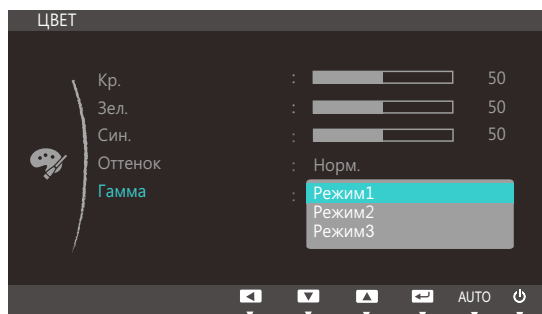 ЦВЕТ
Кр. : 50
Зел. : 50
Син. : 50
Оттенок : Норм.
Гамма : Режим1
Режим2
Режим3
AUTO